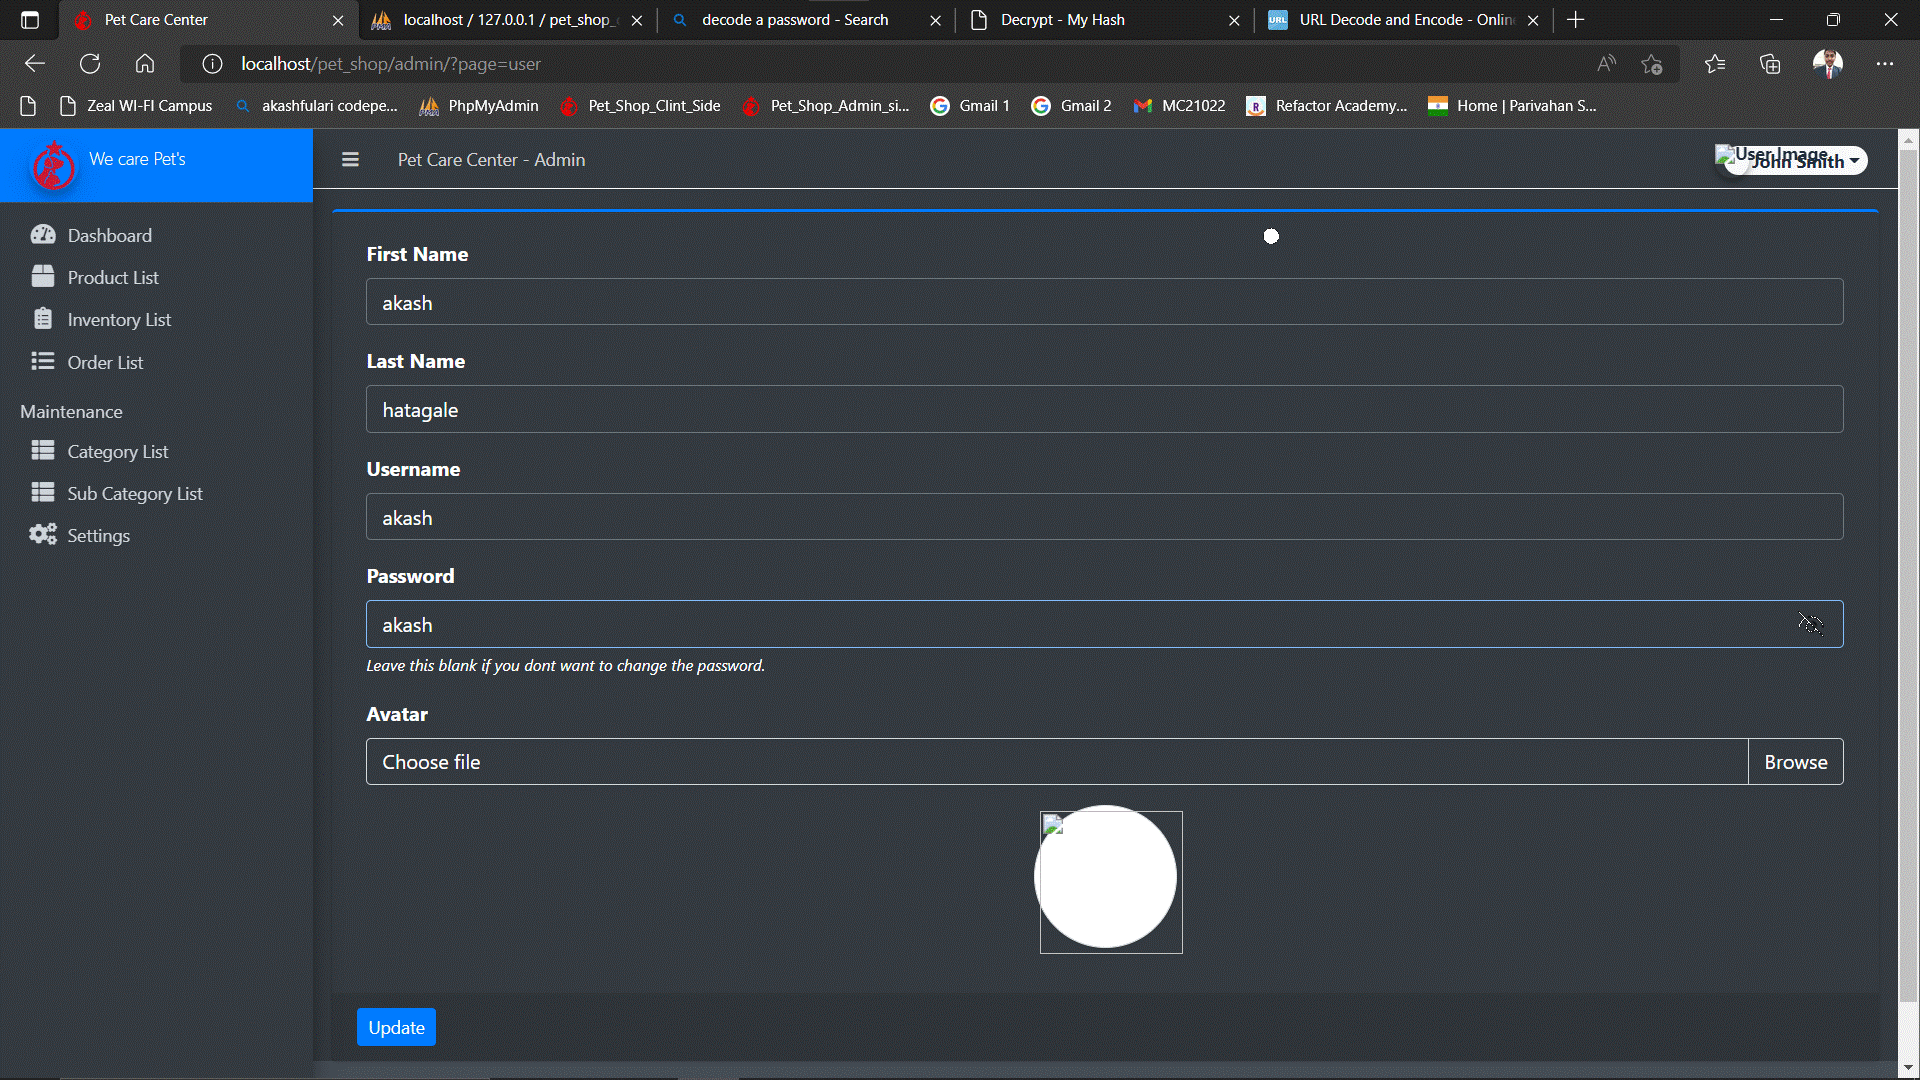 Pet Care Center
localhost / 127.0.0.1 / pet_shop_
decode a password - Search
Decrypt - My Hash
URL
URL Decode and Encode - Onlin
localhost/pet_shop/admin/?page=user
Zeal WI-FI Campus
akashfulari codepe...
PhpMyAdmin
Pet_Shop_Clint_Side
Pet_Shop_Admin_si...
Gmail 1
Gmail 2
MC21022
Refactor Academy...
Home | Parivahan S...
We care Pet's
Pet Care Center - Admin
User Image
John Smith
Dashboard
Product List
Inventory List
Order List
Maintenance
Category List
Sub Category List
Settings
First Name
akash
Last Name
hatagale
Username
akash
Password
akash
Leave this blank if you dont want to change the password.
Avatar
Choose file
Browse
Update